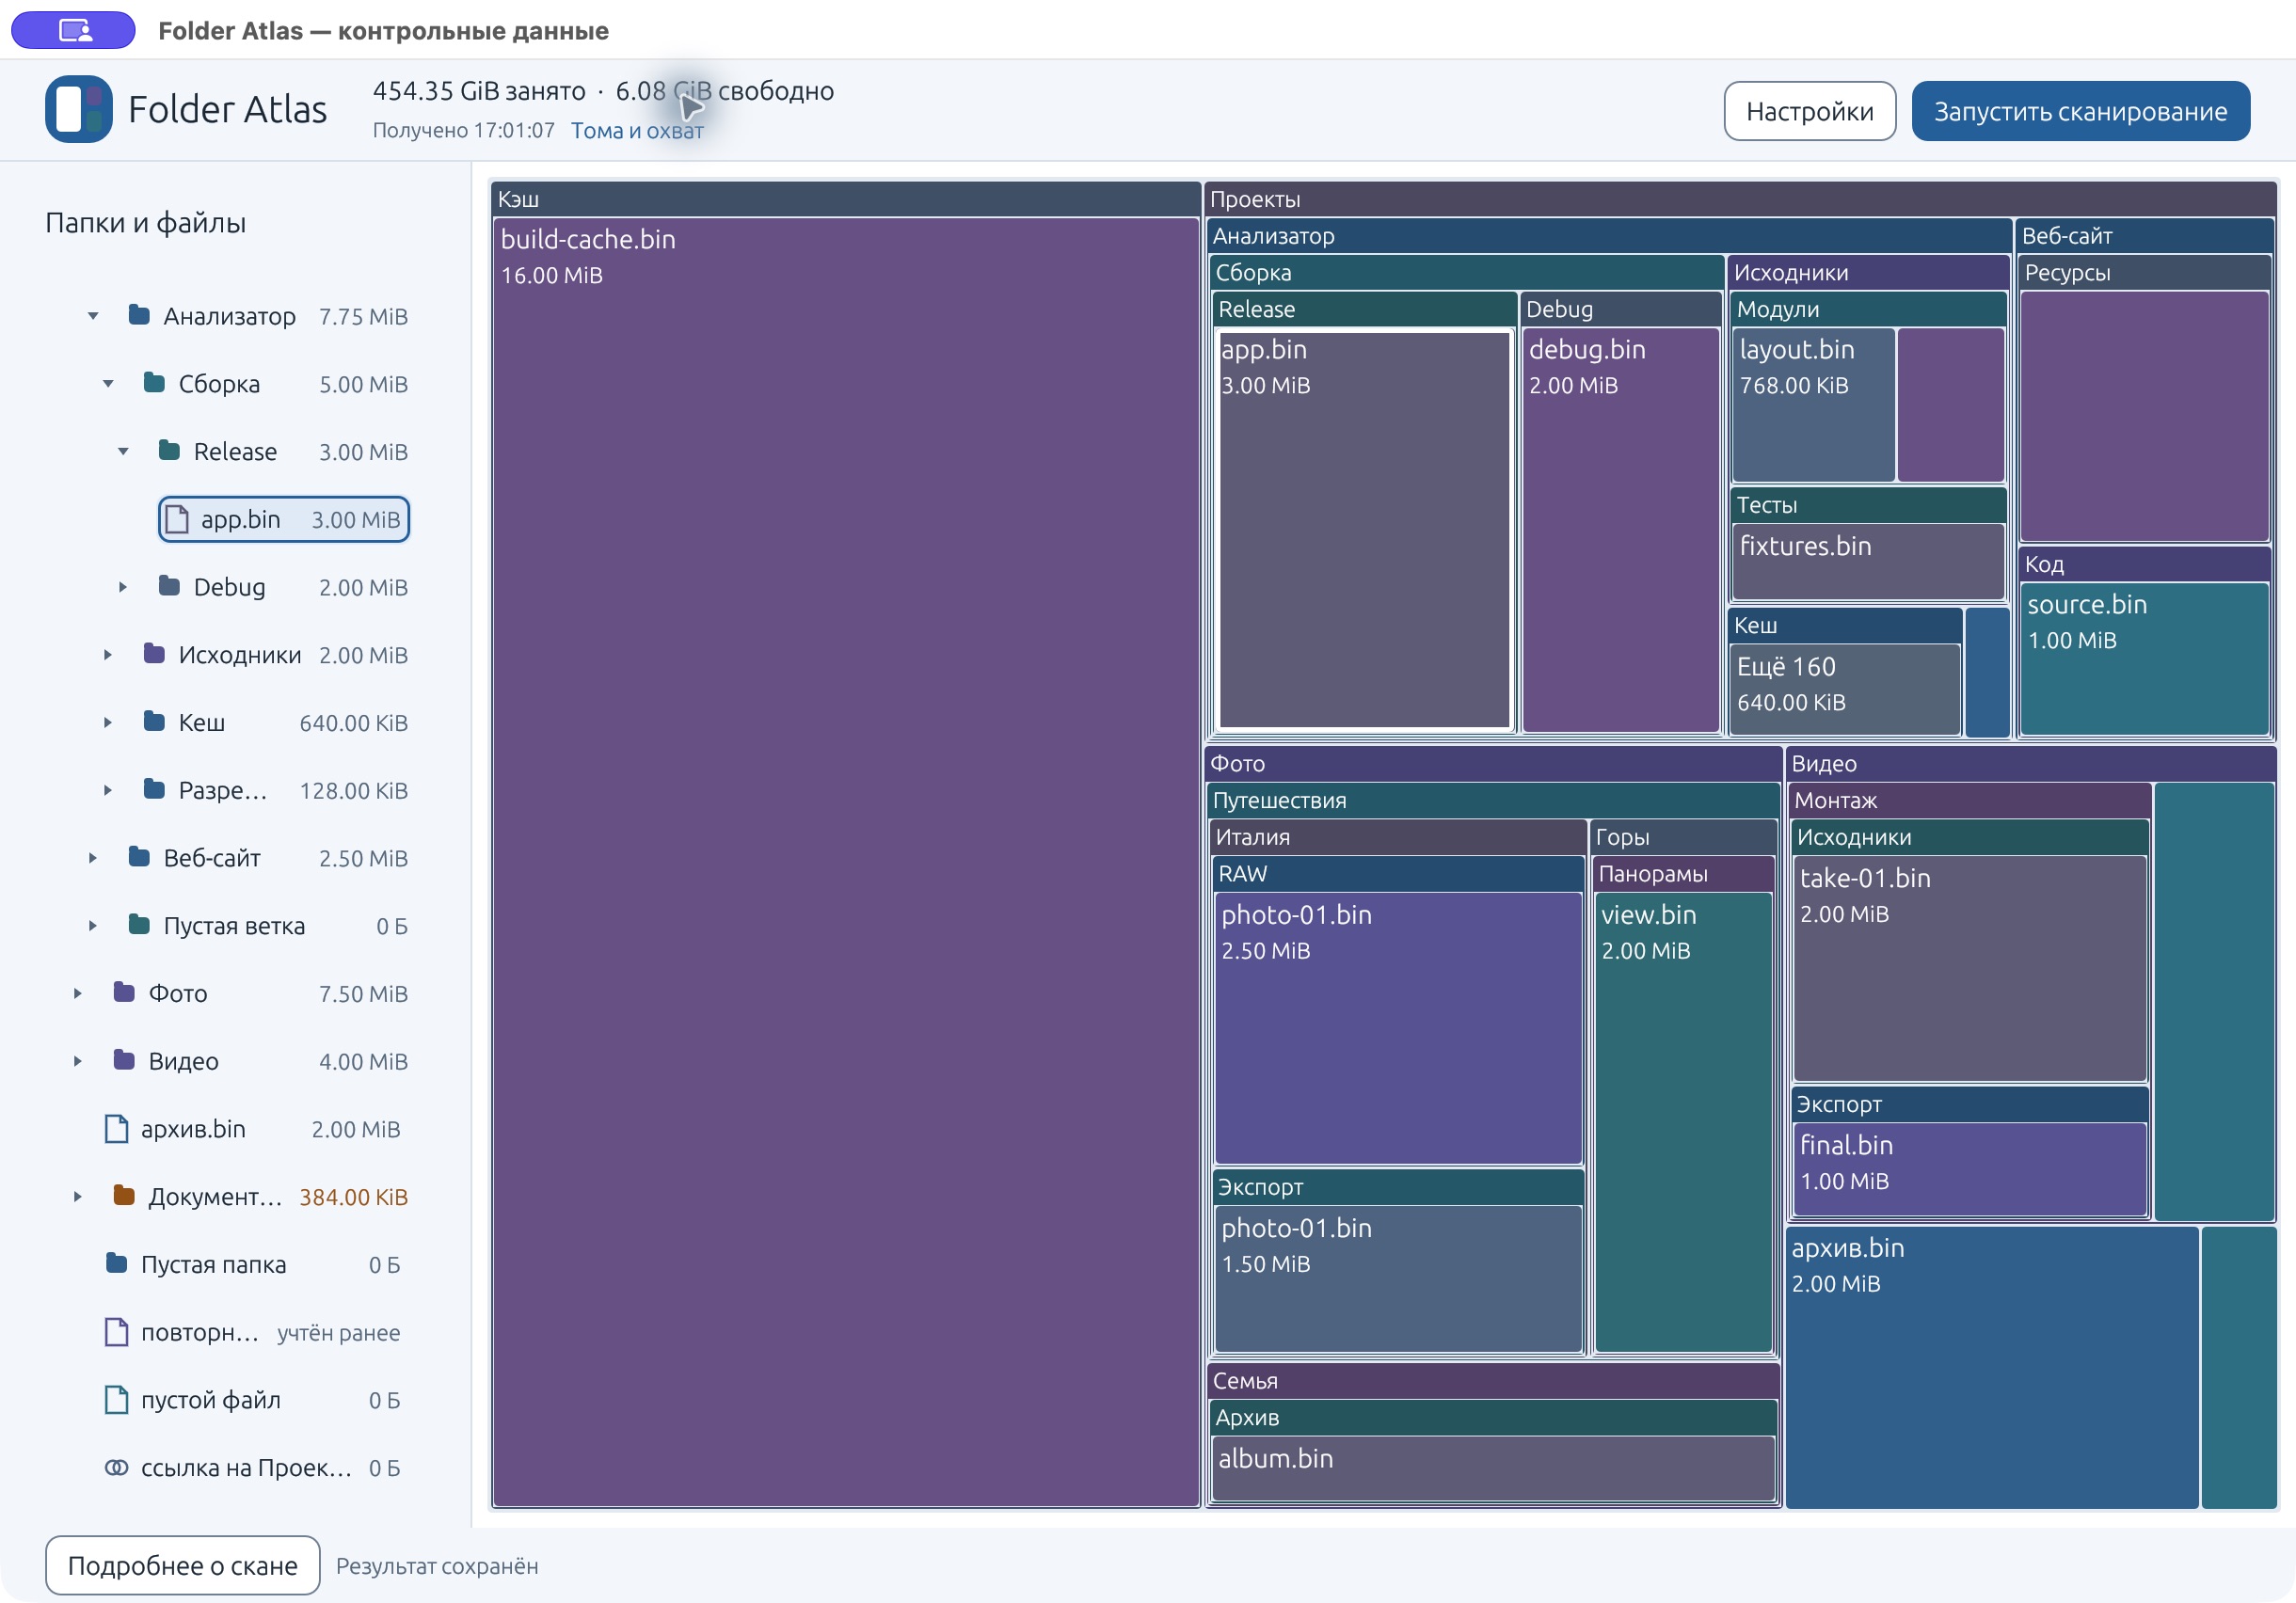 Folder Atlas — контрольные данные
Folder Atlas
454.35 GiB занято · 6.08 GiB свободно
Получено 17:01:07 Тома и охват
Настройки
Запустить сканирование
Папки и файлы
Анализатор 7.75 MiB
Сборка 5.00 MiB
Release 3.00 MiB
app.bin 3.00 MiB
Debug 2.00 MiB
Исходники 2.00 MiB
Кеш 640.00 KiB
Разре… 128.00 KiB
Веб-сайт 2.50 MiB
Пустая ветка 0 Б
Фото 7.50 MiB
Видео 4.00 MiB
архив.bin 2.00 MiB
Документ… 384.00 KiB
Пустая папка 0 Б
повторн… учтён ранее
пустой файл 0 Б
ссылка на Проек… 0 Б
Кэш
build-cache.bin
16.00 MiB
Проекты
Анализатор
Сборка
Release
app.bin
3.00 MiB
Debug
debug.bin
2.00 MiB
Исходники
Модули
layout.bin
768.00 KiB
Тесты
fixtures.bin
Кеш
Ещё 160
640.00 KiB
Веб-сайт
Ресурсы
Код
source.bin
1.00 MiB
Фото
Путешествия
Италия
RAW
photo-01.bin
2.50 MiB
Экспорт
photo-01.bin
1.50 MiB
Горы
Панорамы
view.bin
2.00 MiB
Семья
Архив
album.bin
Видео
Монтаж
Исходники
take-01.bin
2.00 MiB
Экспорт
final.bin
1.00 MiB
архив.bin
2.00 MiB
Подробнее о скане
Результат сохранён